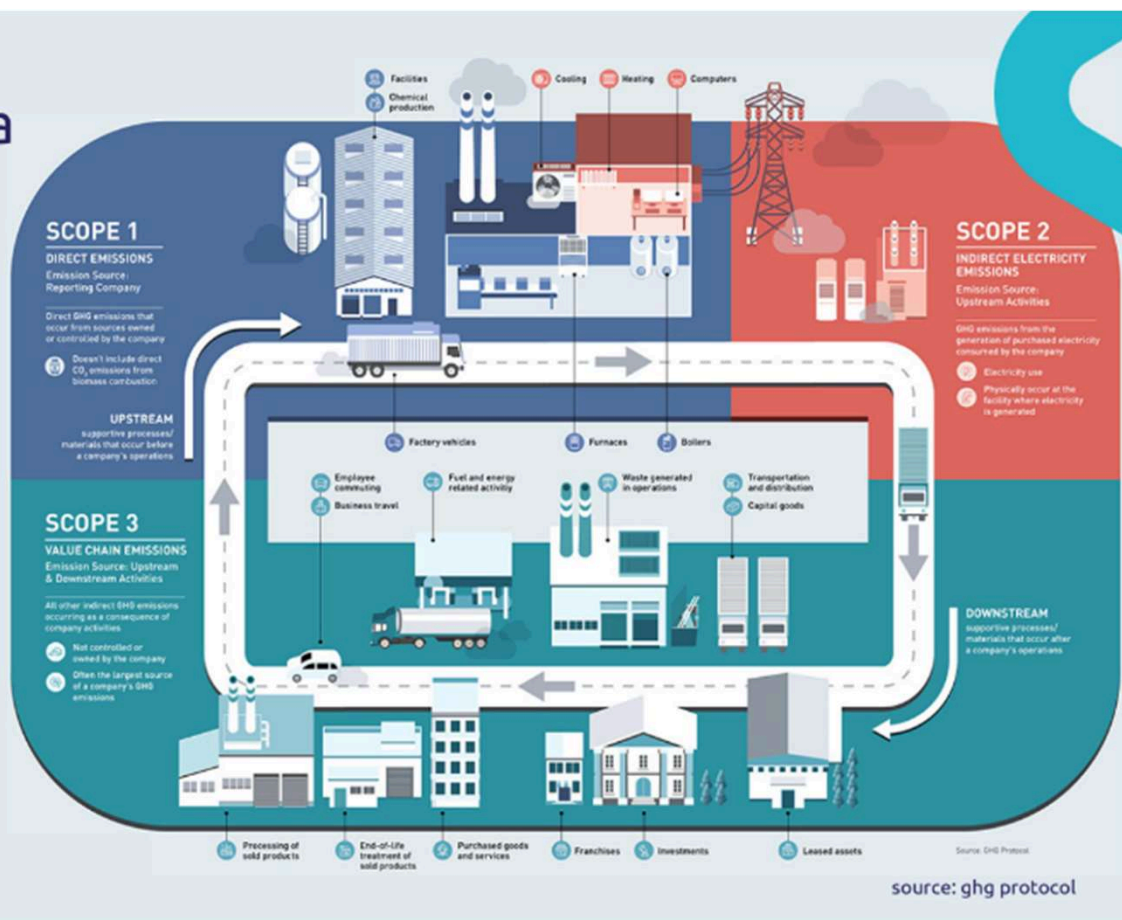 a
Facilities
Chemical
production
Cooling
Heating
Computers
SCOPE 1
DIRECT EMISSIONS
Emission Source:
Reporting Company
Direct GHG emissions that
occur from sources owned
or controlled by the company
Doesn't include direct
CO₂ emissions from
biomass combustion
UPSTREAM
supportive processes/
materials that occur before
a company's operations
SCOPE 2
INDIRECT ELECTRICITY
EMISSIONS
Emission Source:
Upstream Activities
GHG emissions from the
generation of purchased electricity
consumed by the company
Electricity use
Physically occur at the
facility where electricity
is generated
Factory vehicles
Furnaces
Boilers
Employee
commuting
Business travel
Fuel and energy
related activitiy
Waste generated
in operations
Transportation
and distribution
Capital goods
SCOPE 3
VALUE CHAIN EMISSIONS
Emission Source: Upstream
& Downstream Activities
All other indirect GHG emissions
occurring as a consequence of
company activities
Not controlled or
owned by the company
Often the largest source
of a company's GHG
emissions
DOWNSTREAM
supportive processes/
materials that occur after
a company's operations
Processing of
sold products
End-of-life
treatment of
sold products
Purchased goods
and services
Franchises
Investments
Leased assets
Source: GHG Protocol
source: ghg protocol